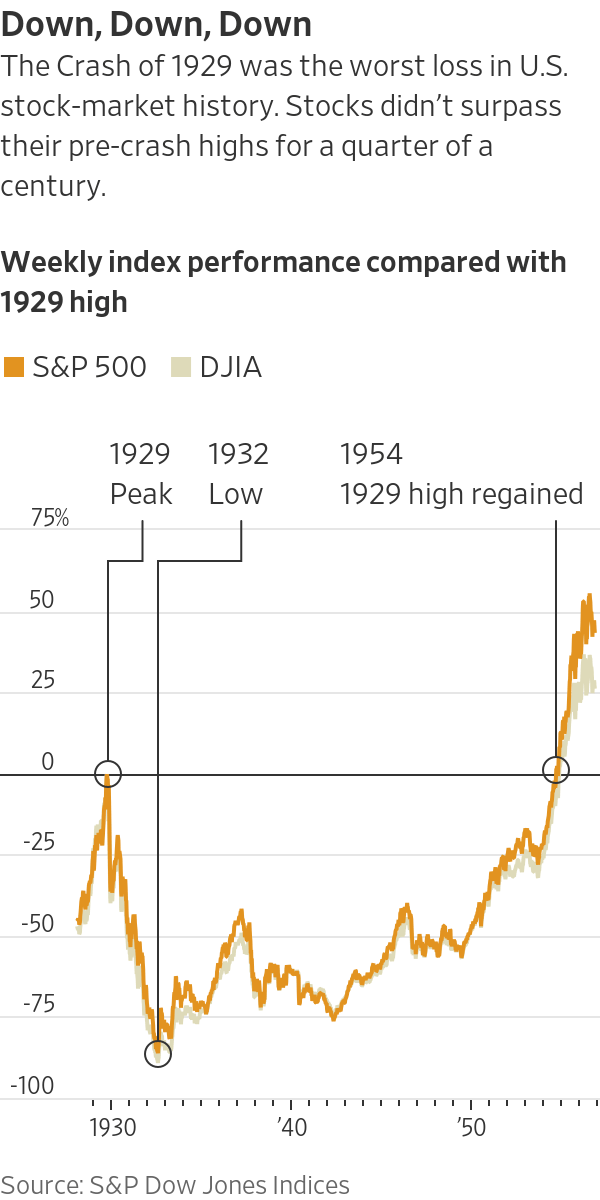 Down, Down, Down
The Crash of 1929 was the worst loss in U.S.
stock-market history. Stocks didn’t surpass
their pre-crash highs for a quarter of a
century.
Weekly index performance compared with
1929 high
S&P 500 DJIA
1929 1932 1954
Peak Low 1929 high regained
75%
50
25
0
-25
-50
-75
-100
1930 ’40 ’50
Source: S&P Dow Jones Indices